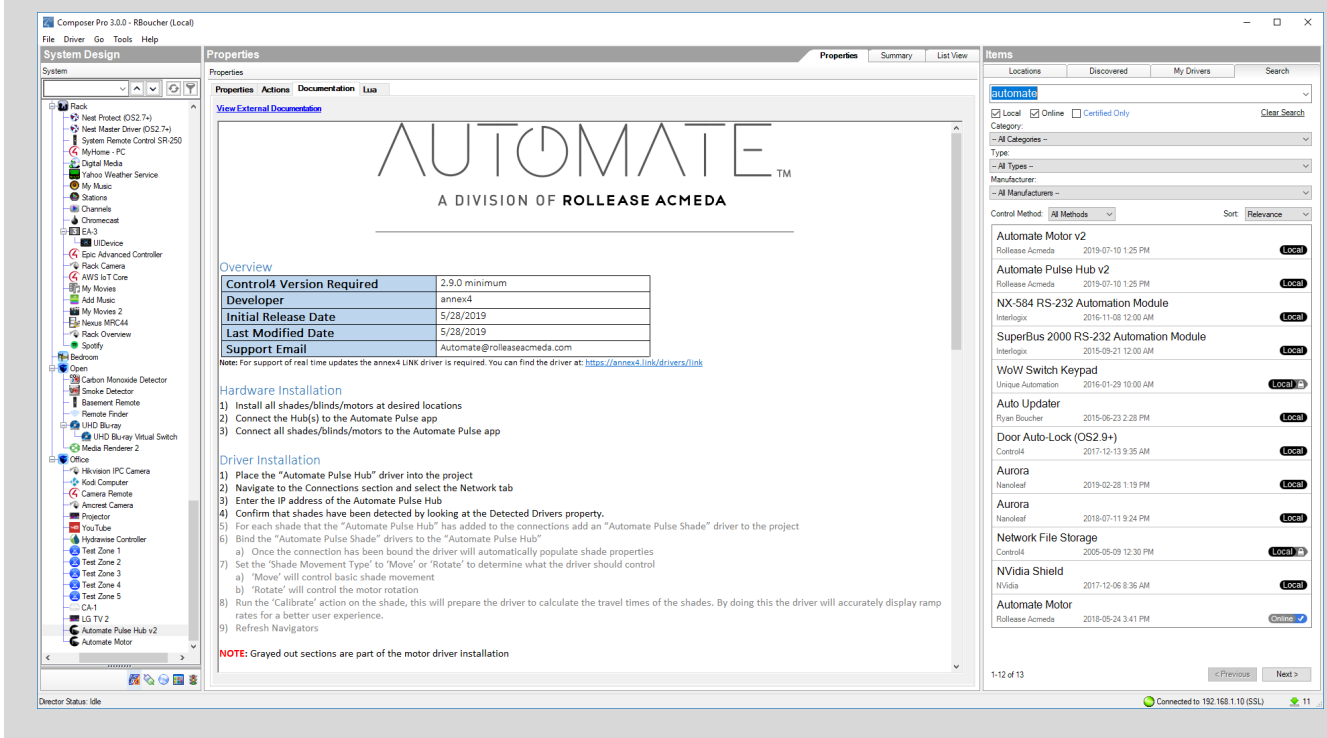 Composer Pro 3.0.0 - RBoucher (Local)
File Driver Go Tools Help
System Design
System
Rack
Nest Protect (OS2.7+)
Nest Master Driver (OS2.7+)
System Remote Control SR-250
MyHome - PC
Digital Media
Yahoo Weather Service
My Music
Stations
Channels
Chromecast
EA-3
UIDevice
Epic Advanced Controller
Rack Camera
AWS IoT Core
My Movies
Add Music
My Movies 2
Nexus MRC44
Rack Overview
Spotify
Bedroom
Open
Carbon Monoxide Detector
Smoke Detector
Basement Remote
Remote Finder
UHD Blu-ray
UHD Blu-ray Virtual Switch
Media Renderer 2
Office
Hikvision IPC Camera
Kodi Computer
Camera Remote
Amcrest Camera
Projector
YouTube
Hydrawise Controller
Test Zone 1
Test Zone 2
Test Zone 3
Test Zone 4
Test Zone 5
CA-1
LG TV 2
Automate Pulse Hub v2
Automate Motor
Properties
Properties Summary List View
Properties
Properties Actions Documentation Lua
View External Documentation
AUTOMATE TM
A DIVISION OF ROLLEASE ACMEDA
Overview
Control4 Version Required 2.9.0 minimum
Developer annex4
Initial Release Date 5/28/2019
Last Modified Date 5/28/2019
Support Email Automate@rolleaseacmeda.com
Note: For support of real time updates the annex4 LINK driver is required. You can find the driver at: https://annex4.link/drivers/link
Hardware Installation
1) Install all shades/blinds/motors at desired locations
2) Connect the Hub(s) to the Automate Pulse app
3) Connect all shades/blinds/motors to the Automate Pulse app
Driver Installation
1) Place the “Automate Pulse Hub” driver into the project
2) Navigate to the Connections section and select the Network tab
3) Enter the IP address of the Automate Pulse Hub
4) Confirm that shades have been detected by looking at the Detected Drivers property.
5) For each shade that the “Automate Pulse Hub” has added to the connections add an “Automate Pulse Shade” driver to the project
6) Bind the “Automate Pulse Shade” drivers to the “Automate Pulse Hub”
a) Once the connection has been bound the driver will automatically populate shade properties
7) Set the ‘Shade Movement Type’ to ‘Move’ or ‘Rotate’ to determine what the driver should control
a) ‘Move’ will control basic shade movement
b) ‘Rotate’ will control the motor rotation
8) Run the ‘Calibrate’ action on the shade, this will prepare the driver to calculate the travel times of the shades. By doing this the driver will accurately display ramp
rates for a better user experience.
9) Refresh Navigators
NOTE: Grayed out sections are part of the motor driver installation
Items
Locations Discovered My Drivers Search
automate
Local Online Certified Only Clear Search
Category:
-- All Categories --
Type:
-- All Types --
Manufacturer:
-- All Manufacturers --
Control Method: All Methods Sort: Relevance
Automate Motor v2
Rollease Acmeda 2019-07-10 1:25 PM Local
Automate Pulse Hub v2
Rollease Acmeda 2019-07-10 1:25 PM Local
NX-584 RS-232 Automation Module
Interlogix 2016-11-08 12:00 AM Local
SuperBus 2000 RS-232 Automation Module
Interlogix 2015-09-21 12:00 AM Local
WoW Switch Keypad
Unique Automation 2016-01-29 10:00 AM Local
Auto Updater
Ryan Boucher 2015-06-23 2:28 PM Local
Door Auto-Lock (OS2.9+)
Control4 2017-12-13 9:35 AM Local
Aurora
Nanoleaf 2019-02-28 1:19 PM Local
Aurora
Nanoleaf 2018-07-11 9:24 PM Local
Network File Storage
Control4 2005-05-09 12:30 PM Local
NVidia Shield
NVidia 2017-12-06 8:36 AM Local
Automate Motor
Rollease Acmeda 2018-05-24 3:41 PM Online
1-12 of 13 < Previous Next >
Director Status: Idle
Connected to 192.168.1.10 (SSL) 11